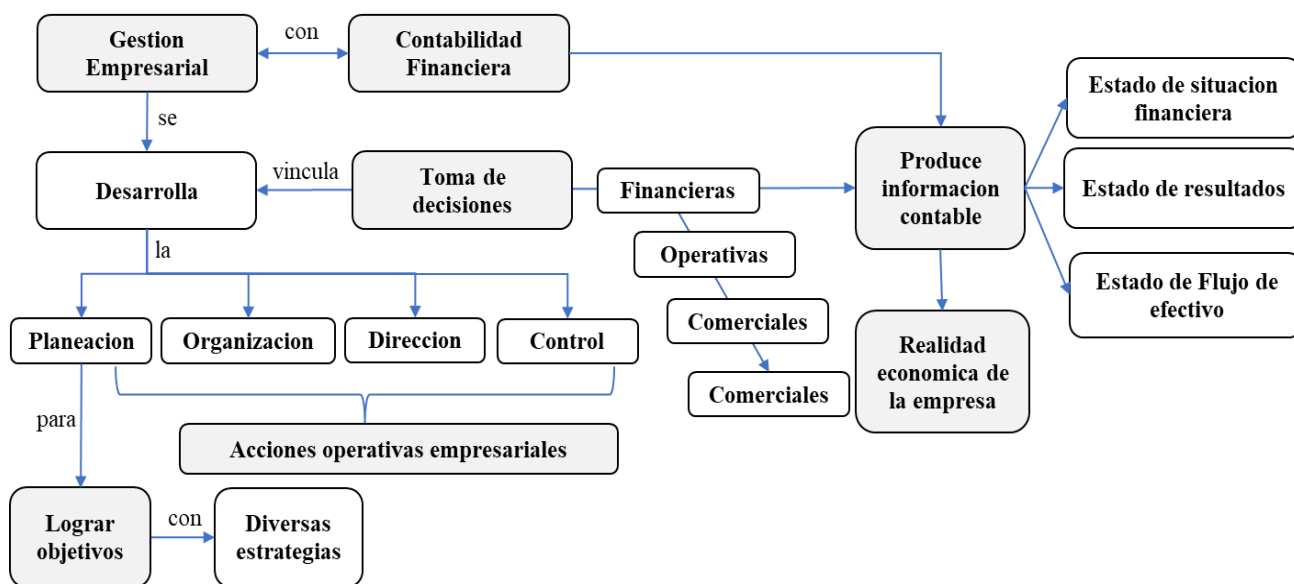 Gestion
Empresarial
con
Contabilidad
Financiera
Estado de situacion
financiera
se
Desarrolla
vincula
Toma de
decisiones
Financieras
Produce
informacion
contable
Estado de resultados
Operativas
la
Estado de Flujo de
efectivo
Planeacion
Organizacion
Direccion
Control
Comerciales
Realidad
economica de
la empresa
Comerciales
para
Acciones operativas empresariales
Lograr
objetivos
con
Diversas
estrategias